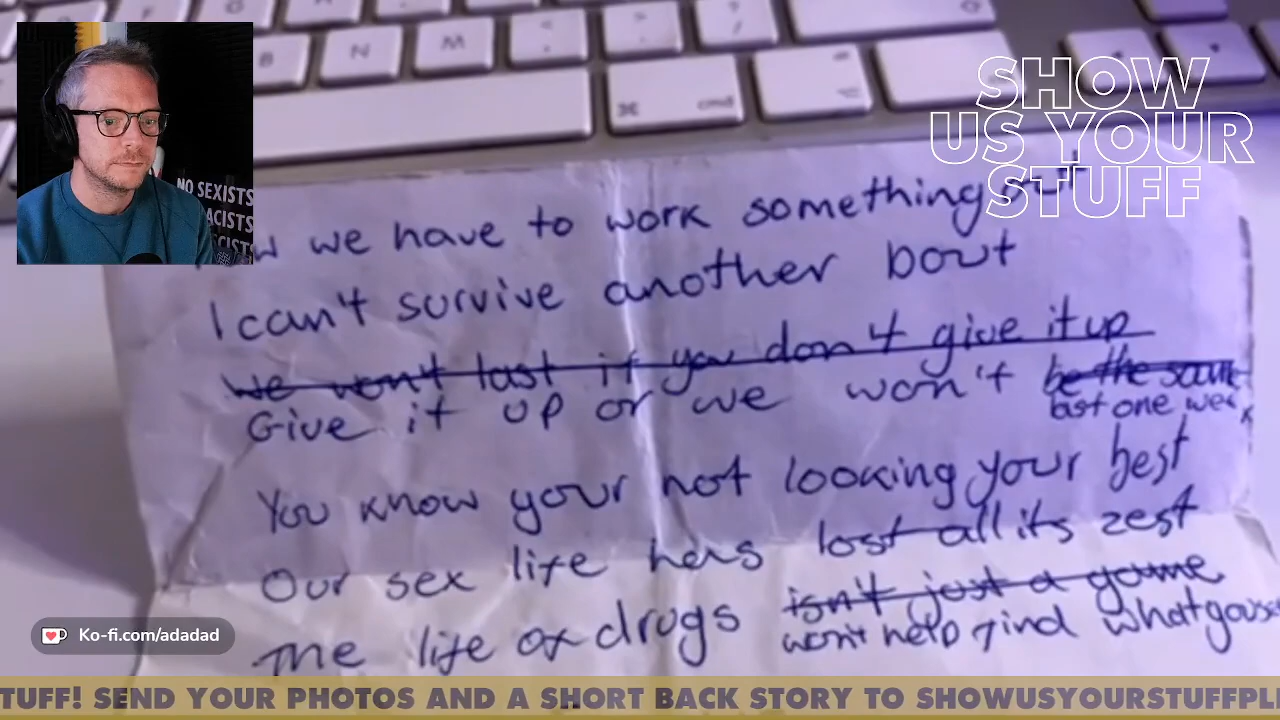 SHOW
US YOUR
STUFF
NO SEXISTS
we have to work something out
I can't survive another bout
we won't last if you don't give it up
Give it up or we won't be the same
last one week
You know your not looking your best
Our sex life has lost all its zest
The life of drugs isn't just a game
won't help find what
Ko-fi.com/adadad
TUFF! SEND YOUR PHOTOS AND A SHORT BACK STORY TO SHOWUSYOURSTUFFPL
B N M
⌘ cmd